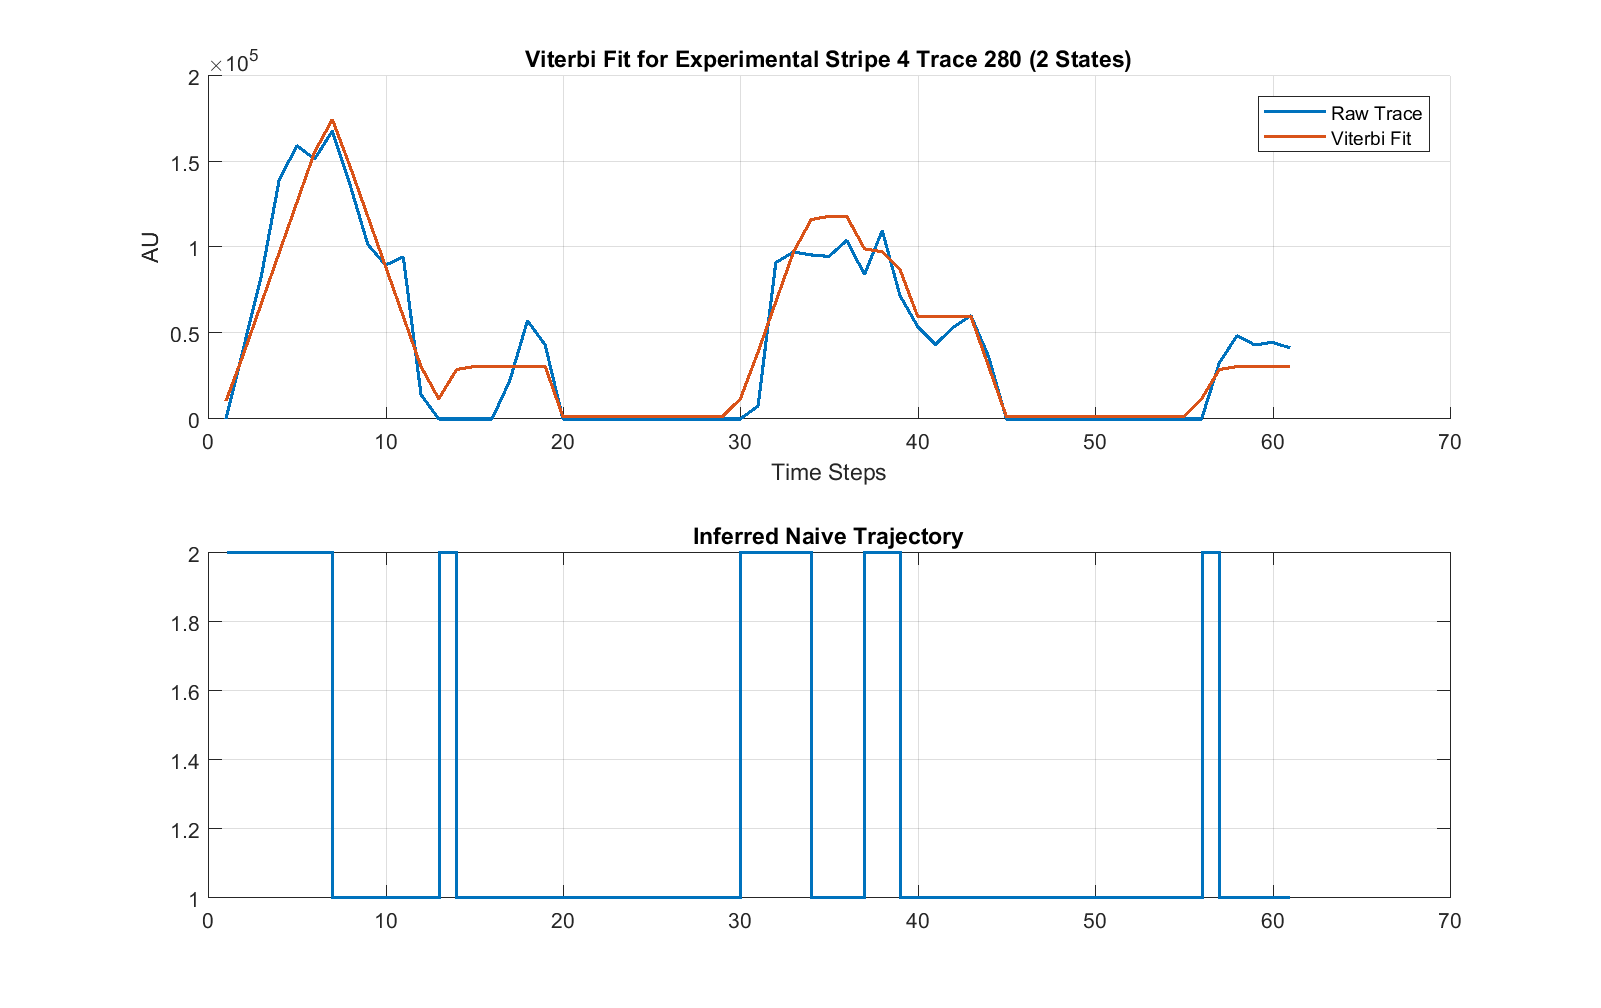 Viterbi Fit for Experimental Stripe 4 Trace 280 (2 States)
×10^5
2
1.5
1
0.5
0
AU
Raw Trace
Viterbi Fit
0 10 20 30 40 50 60 70
Time Steps
Inferred Naive Trajectory
2
1.8
1.6
1.4
1.2
1
0 10 20 30 40 50 60 70